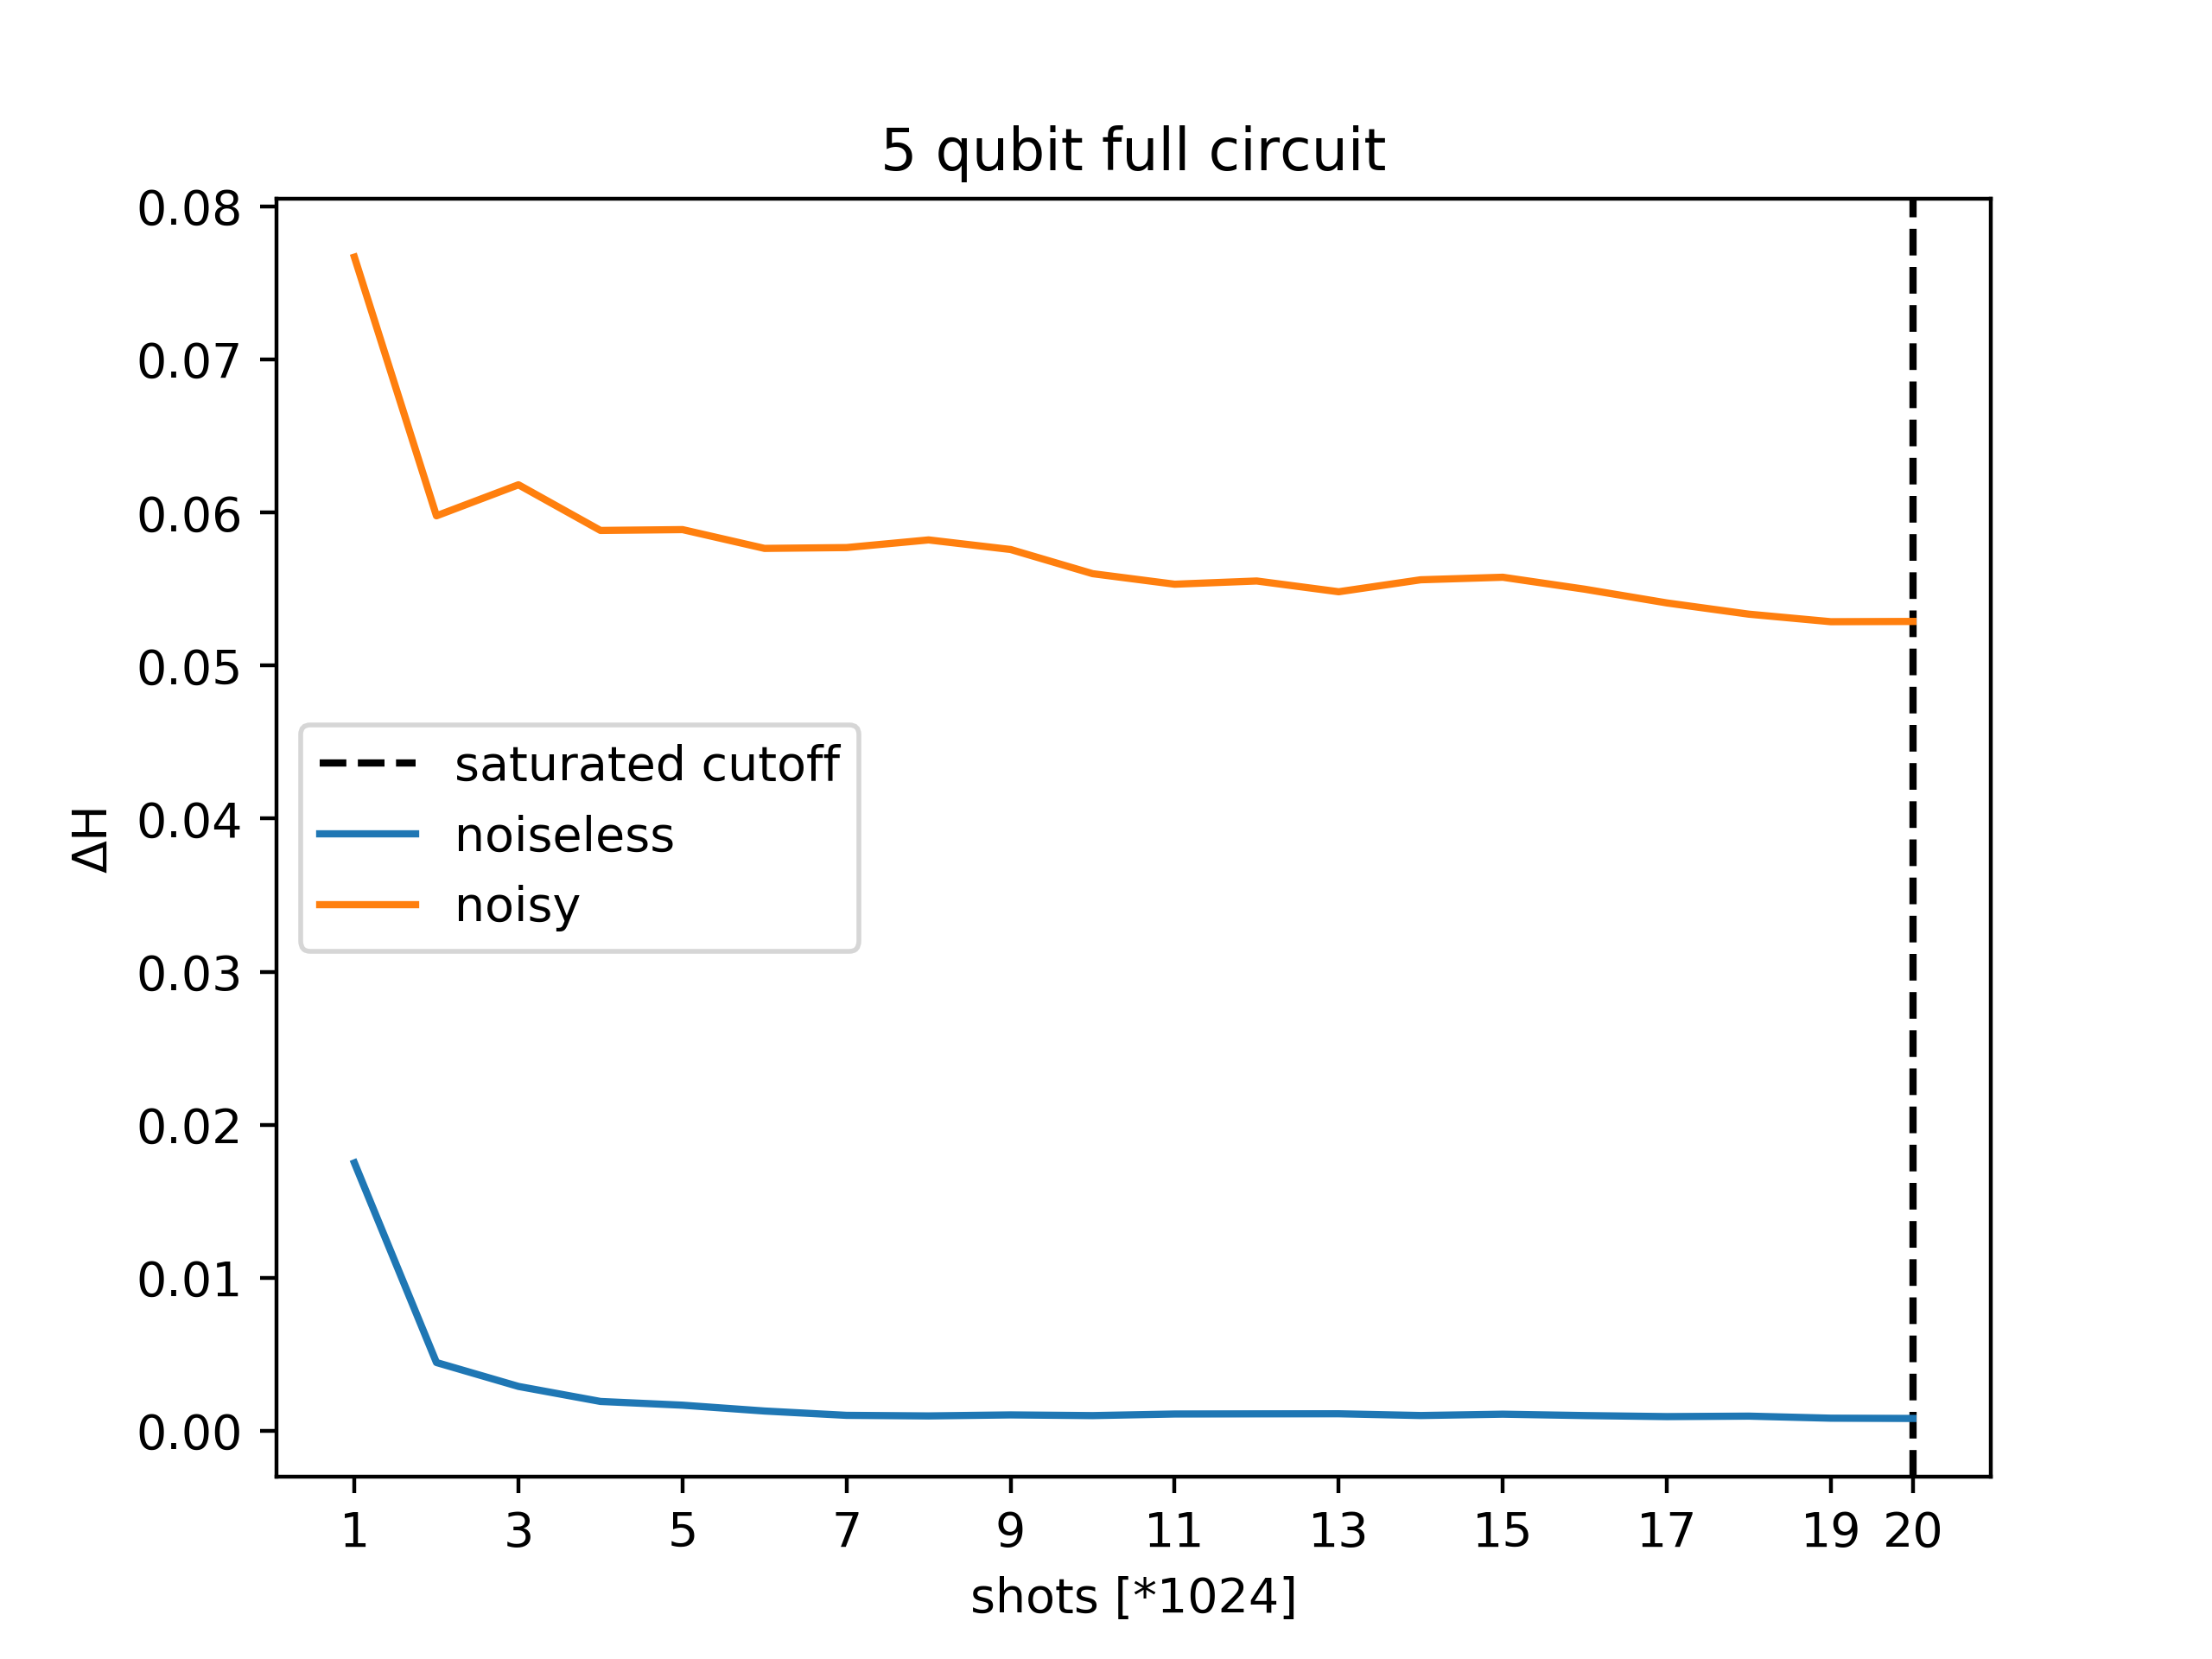 5 qubit full circuit
0.08
0.07
0.06
0.05
0.04
0.03
0.02
0.01
0.00
ΔH
saturated cutoff
noiseless
noisy
1 3 5 7 9 11 13 15 17 19 20
shots [*1024]